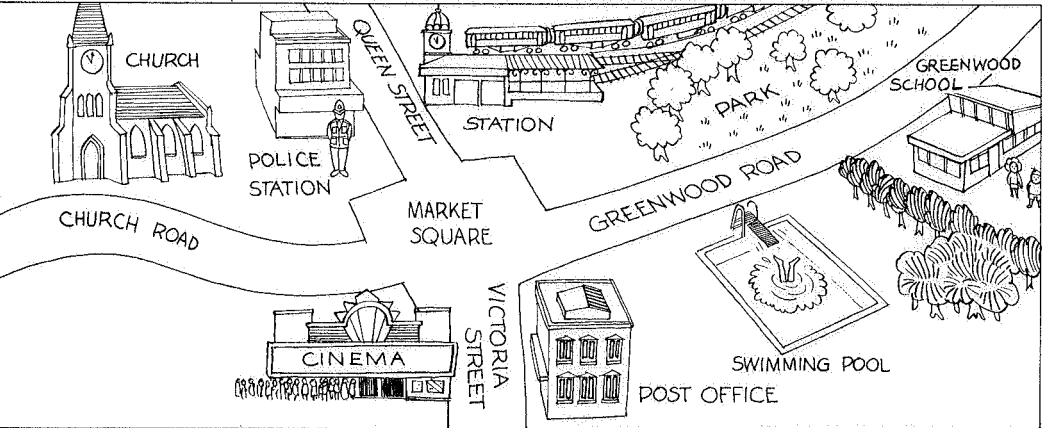 CHURCH
QUEEN STREET
GREENWOOD
SCHOOL
PARK
STATION
POLICE
STATION
GREENWOOD ROAD
MARKET
SQUARE
CHURCH ROAD
VICTORIA
STREET
CINEMA
SWIMMING POOL
POST OFFICE